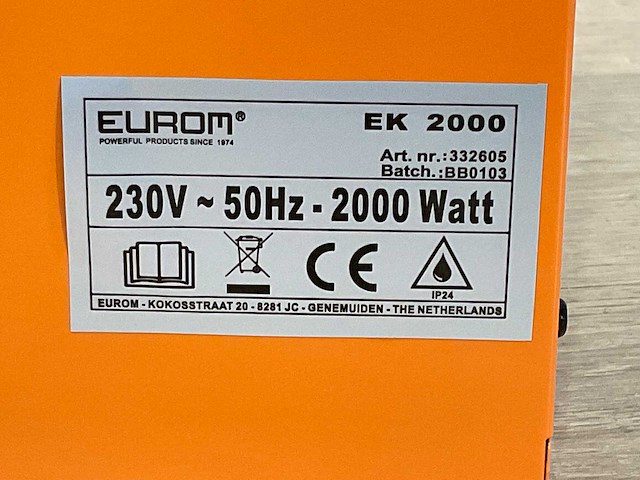 EUROM®
POWERFUL PRODUCTS SINCE 1974
EK 2000
Art. nr.:332605
Batch.:BB0103
230V ~ 50Hz - 2000 Watt
CE
IP24
EUROM - KOKOSSTRAAT 20 - 8281 JC - GENEMUIDEN - THE NETHERLANDS